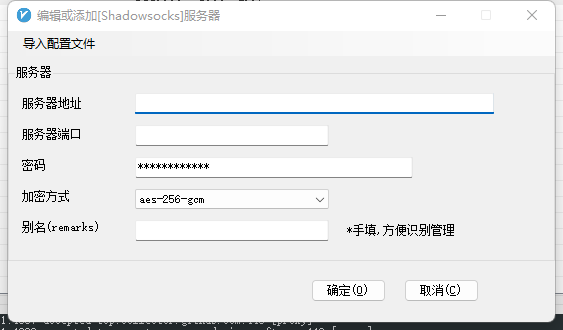 编辑或添加[Shadowsocks]服务器
导入配置文件
服务器
服务器地址
服务器端口
密码
************
加密方式
aes-256-gcm
别名(remarks)
*手填,方便识别管理
确定(O)
取消(C)